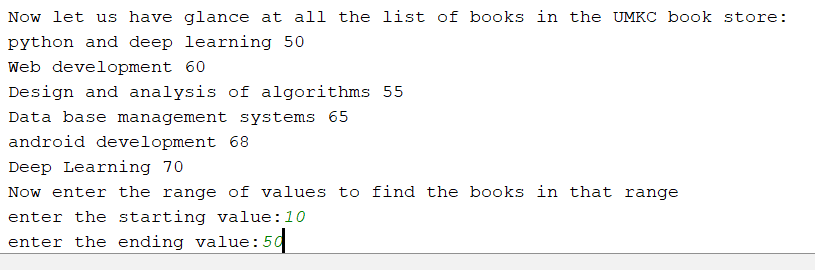 Now let us have glance at all the list of books in the UMKC book store:
python and deep learning 50
Web development 60
Design and analysis of algorithms 55
Data base management systems 65
android development 68
Deep Learning 70
Now enter the range of values to find the books in that range
enter the starting value:10
enter the ending value:50